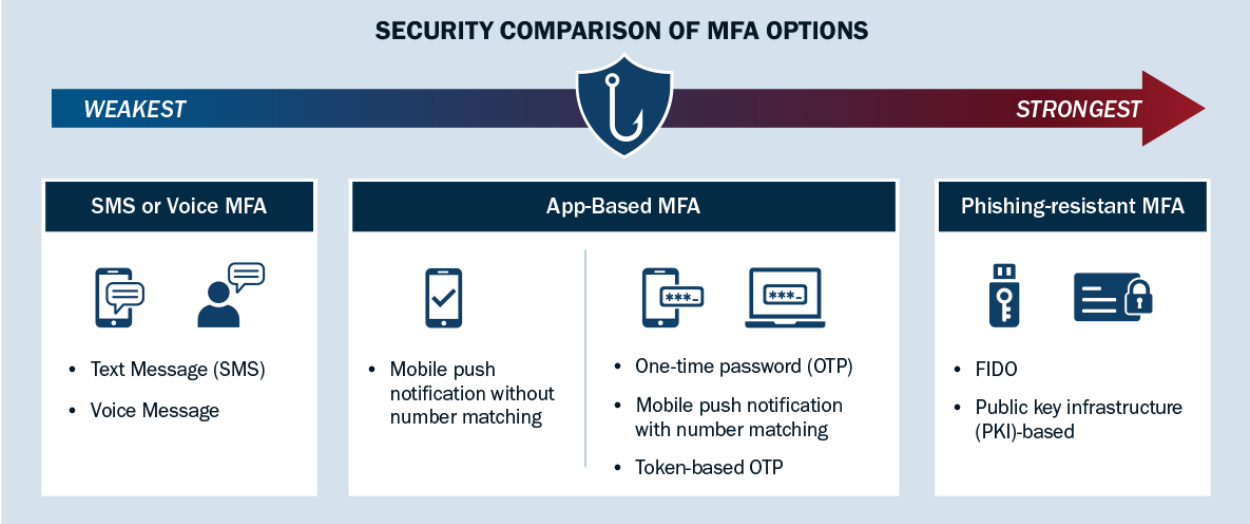 SECURITY COMPARISON OF MFA OPTIONS
WEAKEST
STRONGEST
SMS or Voice MFA
• Text Message (SMS)
• Voice Message
App-Based MFA
• Mobile push
notification without
number matching
***_
***_
• One-time password (OTP)
• Mobile push notification
with number matching
• Token-based OTP
Phishing-resistant MFA
• FIDO
• Public key infrastructure
(PKI)-based